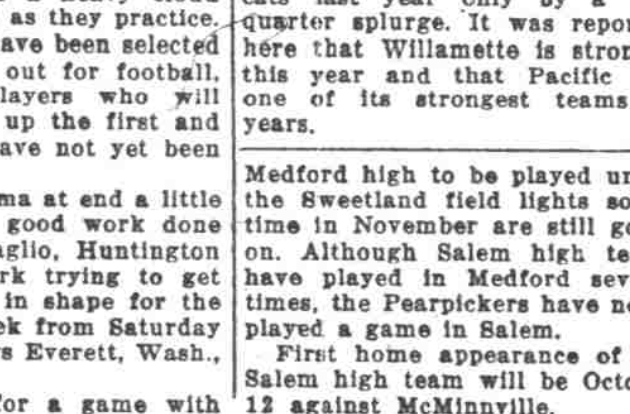 as they practice.
ave been selected
out for football,
layers who will
up the first and
ave not yet been
ma at end a little
good work done
aglio, Huntington
rk trying to get
in shape for the
ek from Saturday
s Everett, Wash.,
for a game with
quarter splurge. It was repor
here that Willamette is stron
this year and that Pacific
one of its strongest teams
years.
Medford high to be played un
the Sweetland field lights so
time in November are still go
on. Although Salem high te
have played in Medford sev
times, the Pearpickers have ne
played a game in Salem.
First home appearance of
Salem high team will be Octo
12 against McMinnville.